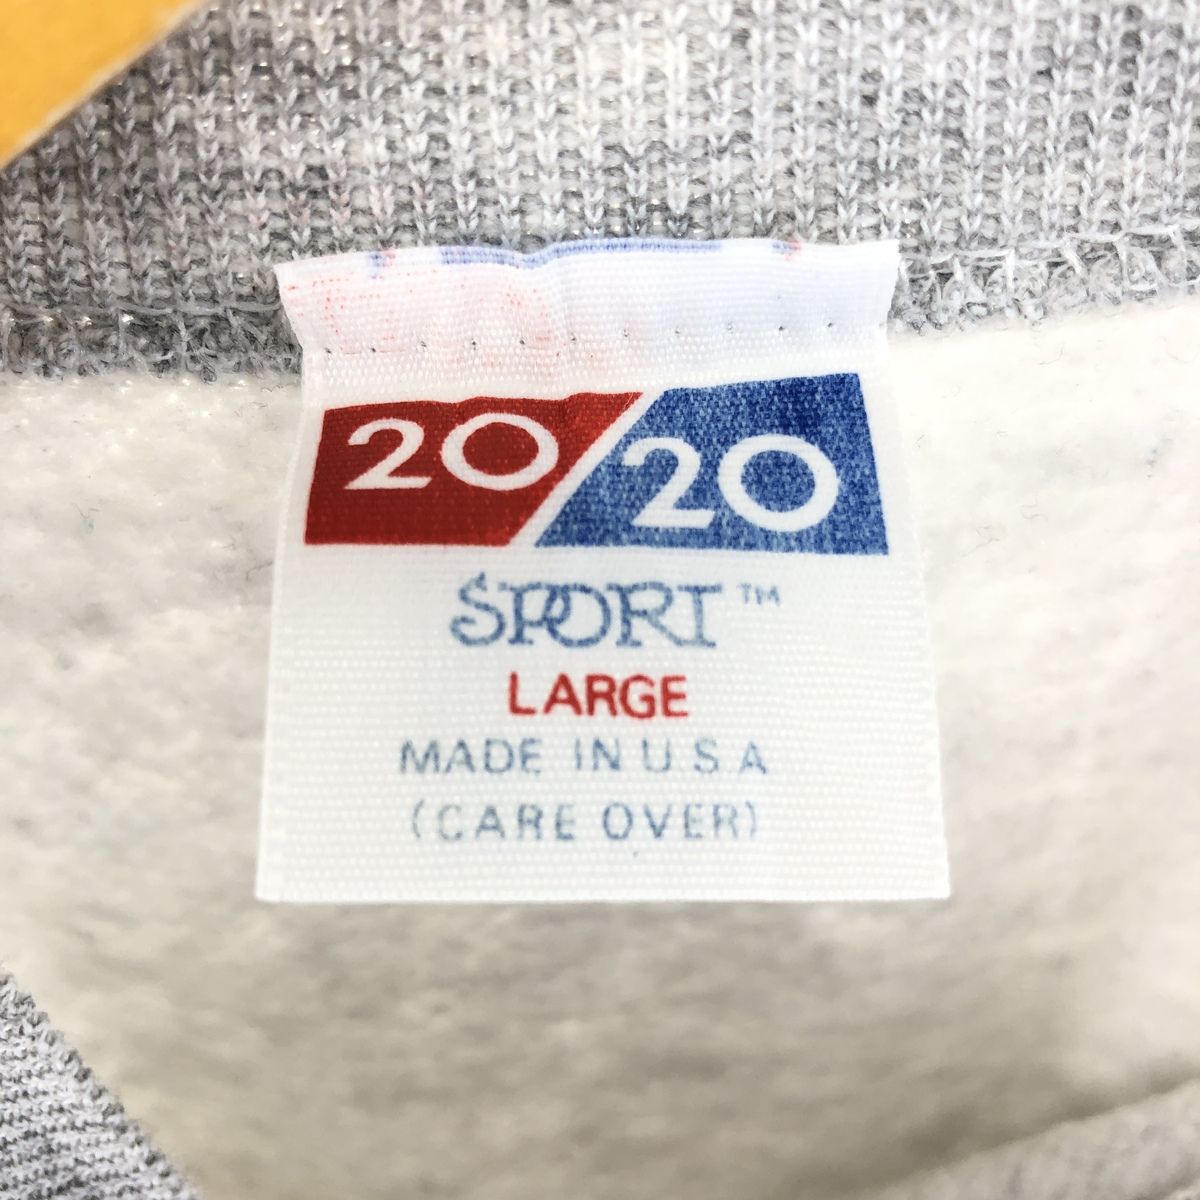 20 20
SPORT™
LARGE
MADE IN U S A
(CARE OVER)